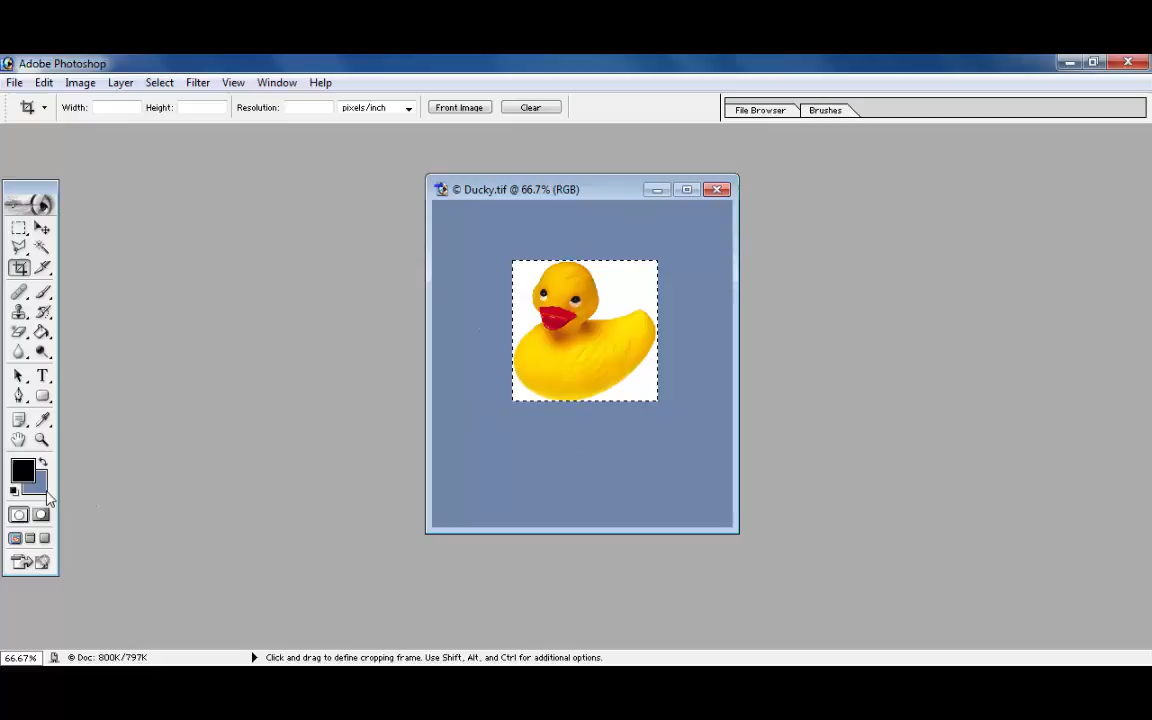 Adobe Photoshop
File Edit Image Layer Select Filter View Window Help
Width: Height: Resolution: pixels/inch Front Image Clear File Browser Brushes
© Ducky.tif @ 66.7% (RGB)
T
66.67% © Doc: 800K/797K Click and drag to define cropping frame. Use Shift, Alt, and Ctrl for additional options.